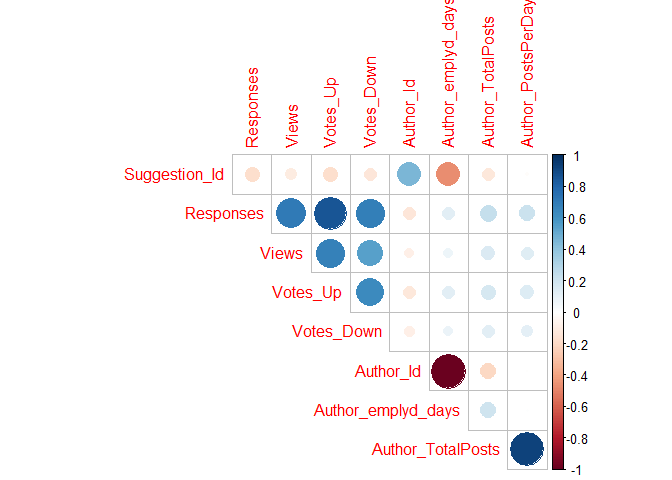 Responses
Views
Votes_Up
Votes_Down
Author_Id
Author_emplyd_days
Author_TotalPosts
Author_PostsPerDay
Suggestion_Id
Responses
Views
Votes_Up
Votes_Down
Author_Id
Author_emplyd_days
Author_TotalPosts
1
0.8
0.6
0.4
0.2
0
-0.2
-0.4
-0.6
-0.8
-1